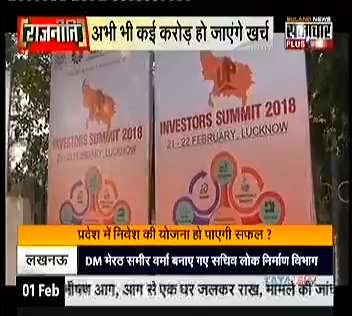 राजनीति
अभी भी कई करोड़ हो जाएंगे खर्च
SULAND NEWS
समाचार
PLUS
INVESTORS SUMMIT 2018
21-22 FEBRUARY, LUCKNOW
INVESTORS SUMMIT 2018
21-22 FEBRUARY, LUCKNOW
प्रदेश में निवेश की योजना हो पाएगी सफल ?
लखनऊ
DM मेरठ समीर वर्मा बनाए गए सचिव लोक निर्माण विभाग
01 Feb
भीषण आग, आग से एक घर जलकर राख, मामले की जां